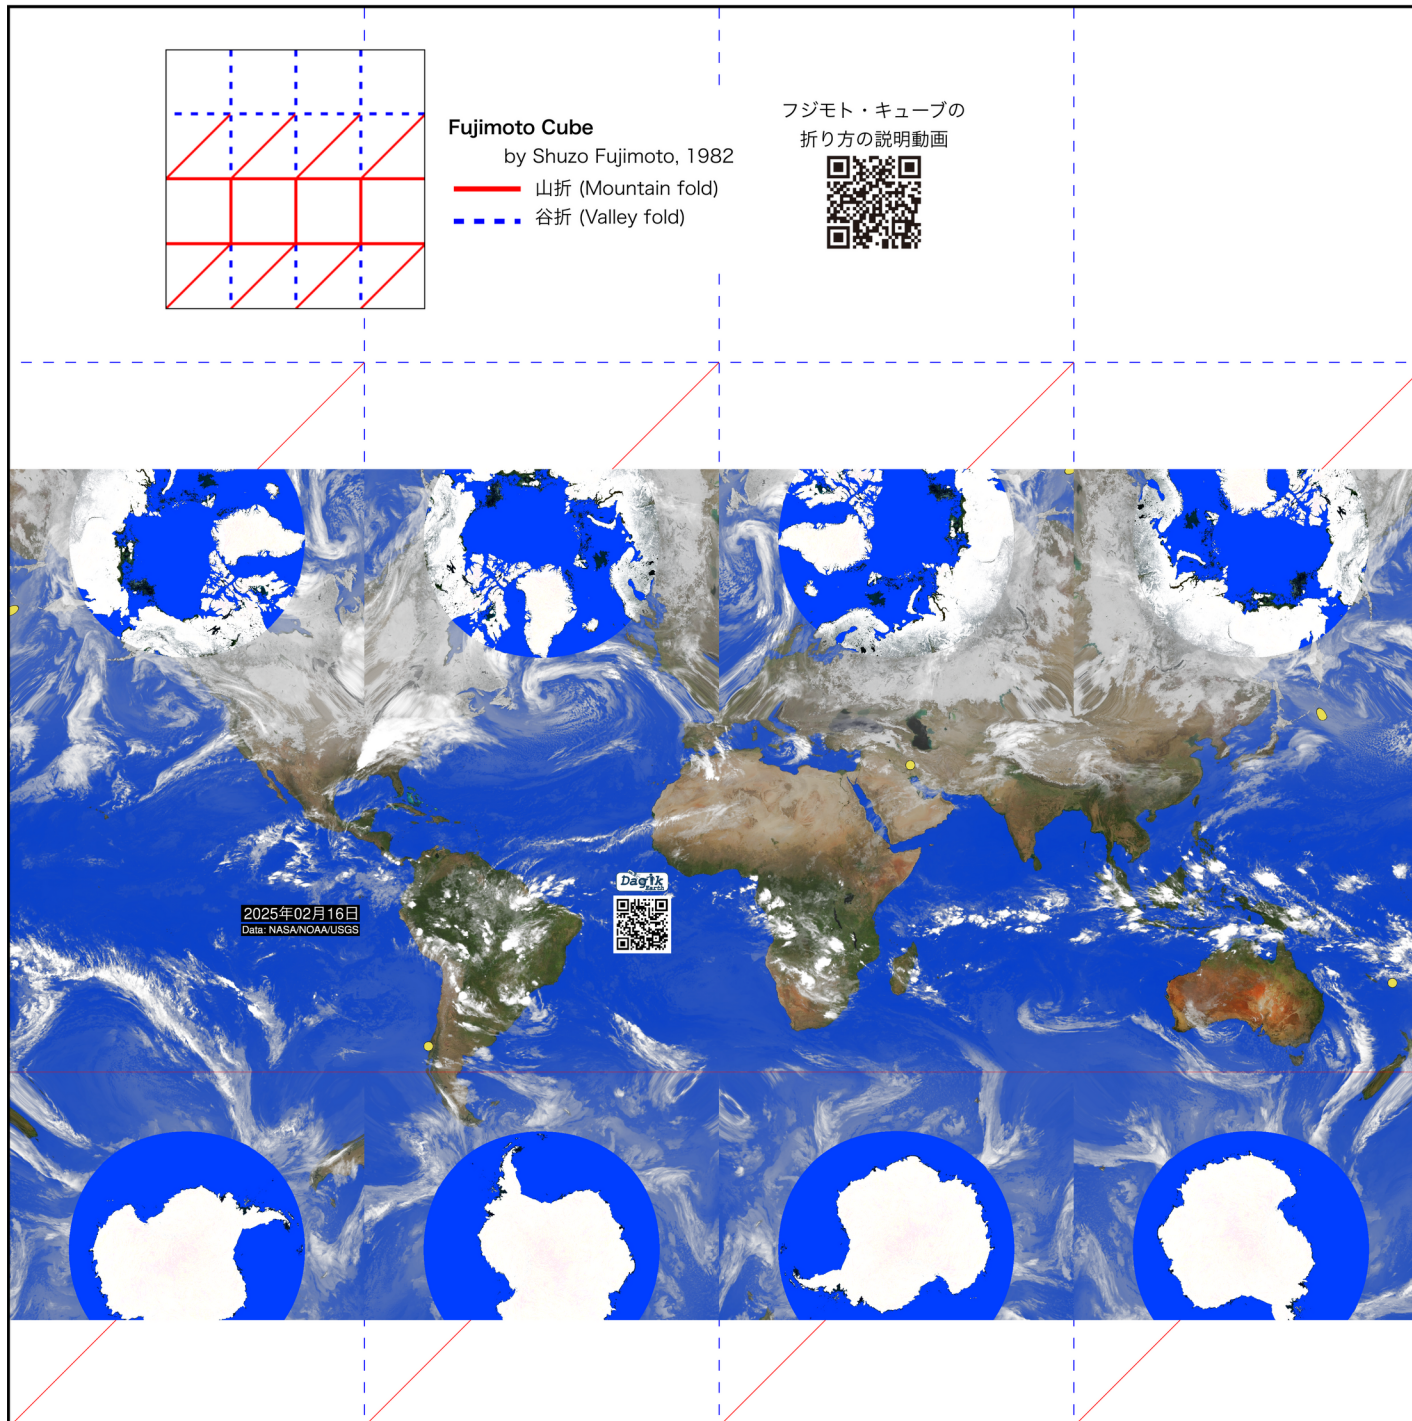 Fujimoto Cube
by Shuzo Fujimoto, 1982
山折 (Mountain fold)
谷折 (Valley fold)
フジモト・キューブの
折り方の説明動画
Dagik
Earth
2025年02月16日
Data: NASA/NOAA/USGS